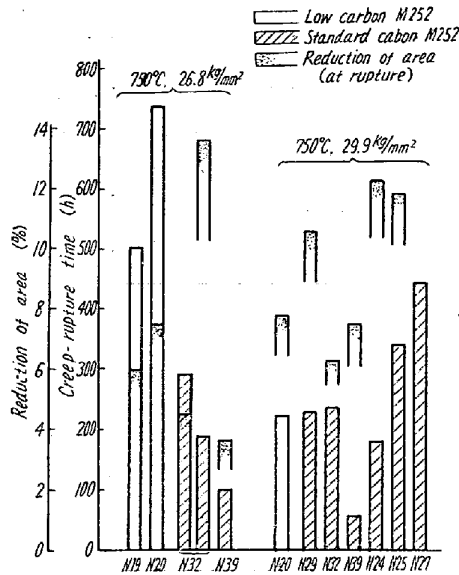 Low carbon M252
Standard cabon M252
Reduction of area
(at rupture)
790°C, 26.8 kg/mm²
750°C, 29.9 kg/mm²
Reduction of area (%)
14
12
10
8
6
4
2
0
Creep-rupture time (h)
800
700
600
500
400
300
200
100
0
N19 N20 N32 N39 N20 N29 N32 N39 N24 N25 N27